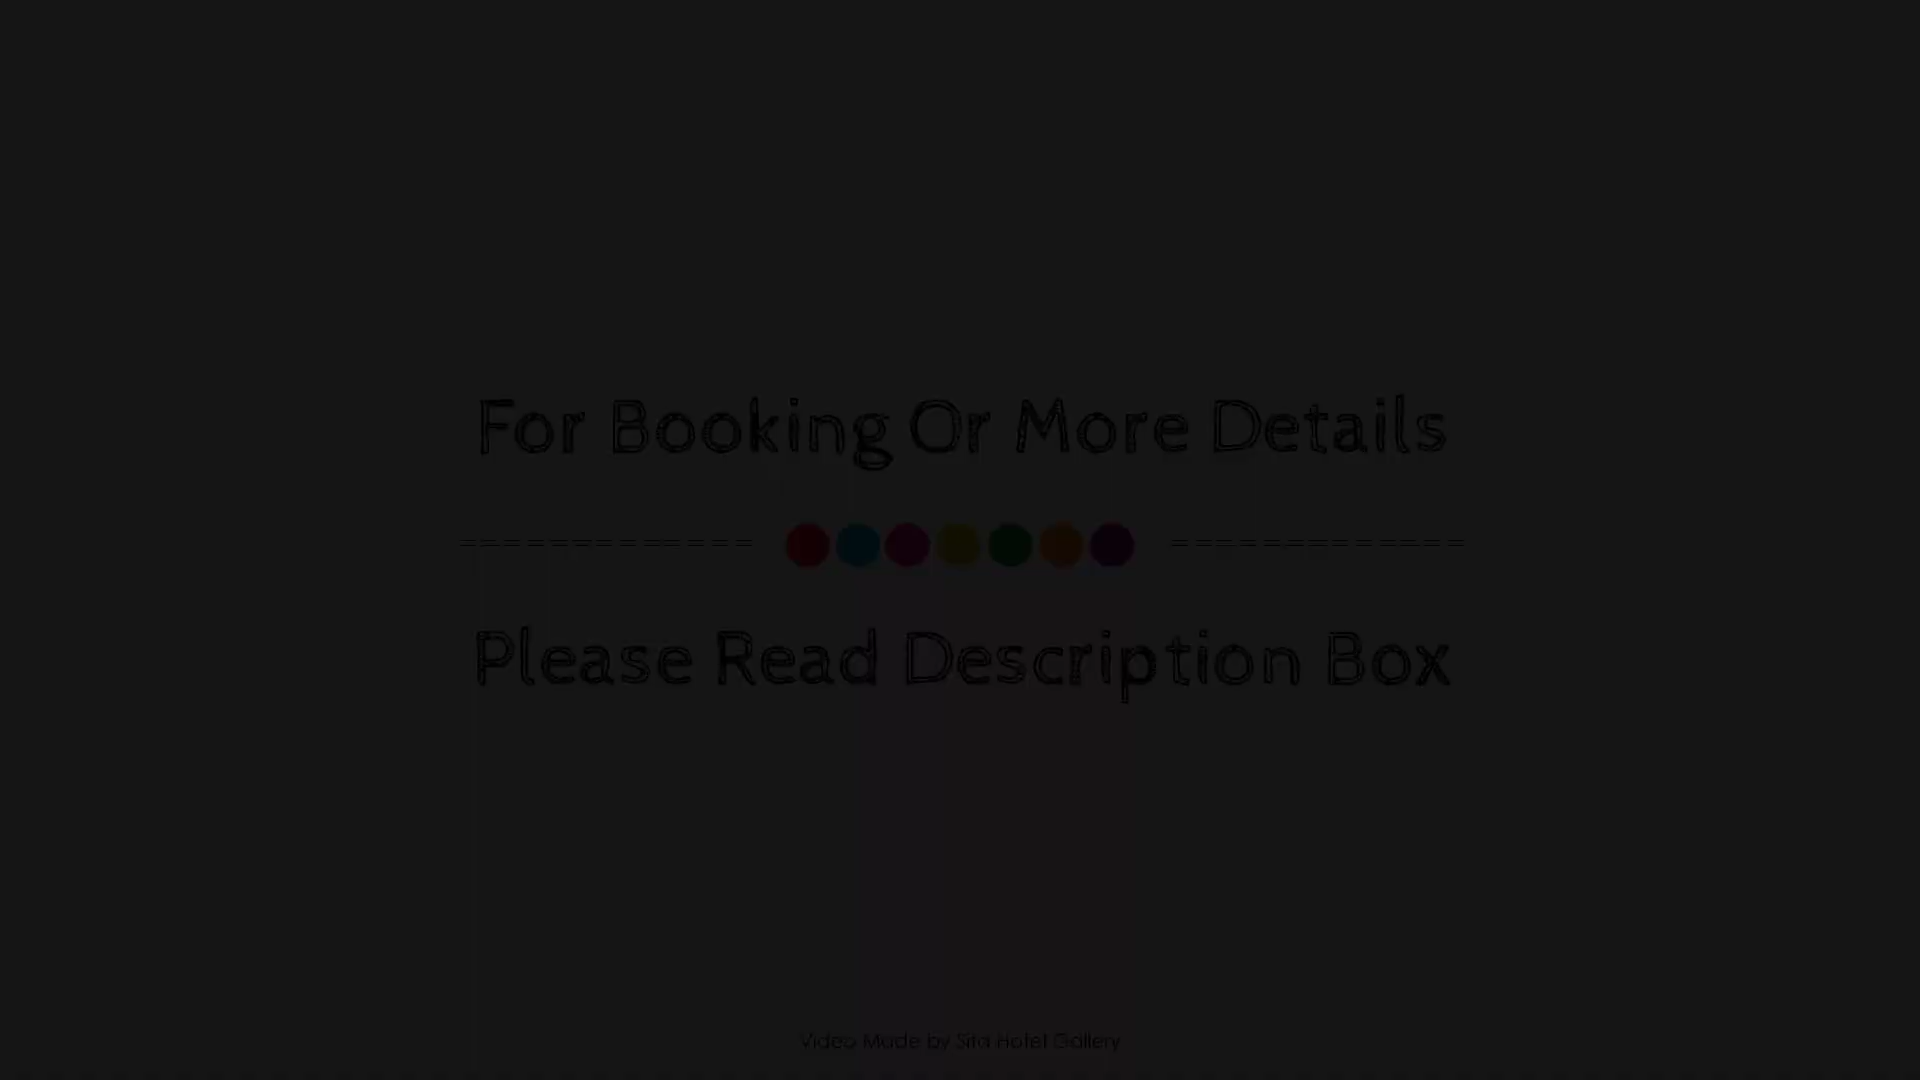 For Booking Or More Details
============= =============
Please Read Description Box
Video Made by Sita Hotel Gallery